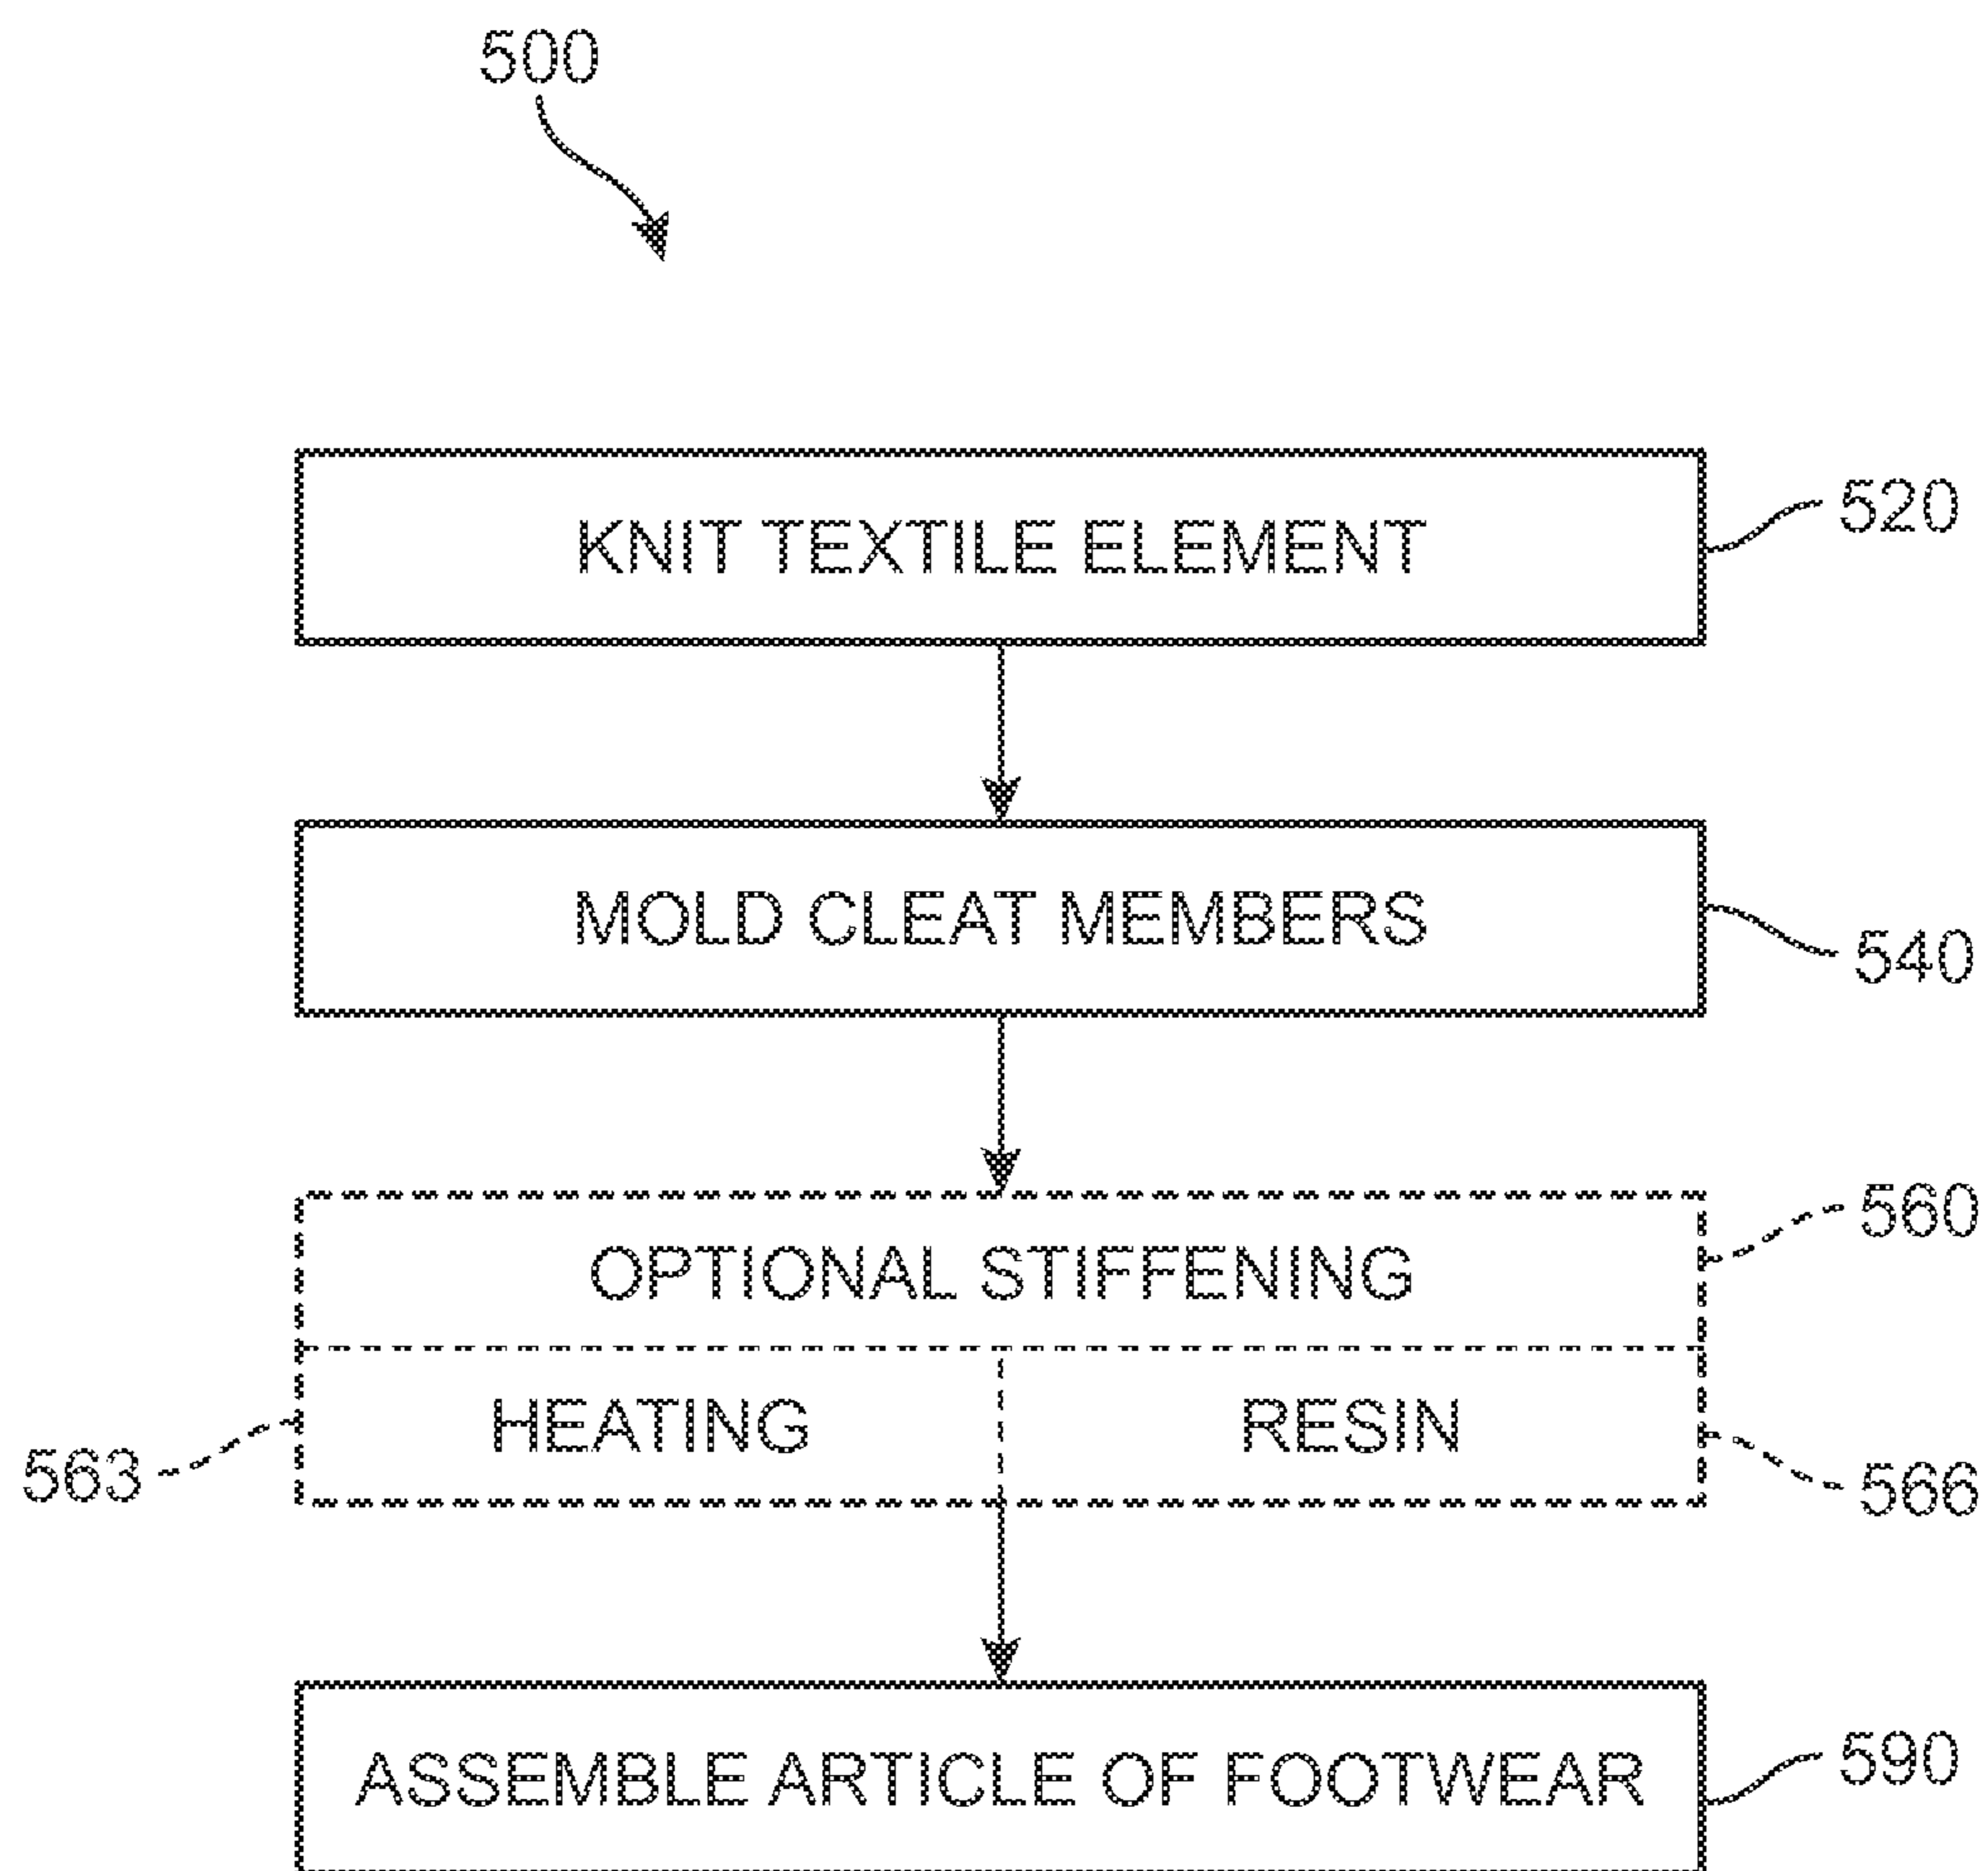 500
KNIT TEXTILE ELEMENT
520
MOLD CLEAT MEMBERS
540
OPTIONAL STIFFENING
560
563
HEATING
RESIN
566
ASSEMBLE ARTICLE OF FOOTWEAR
590